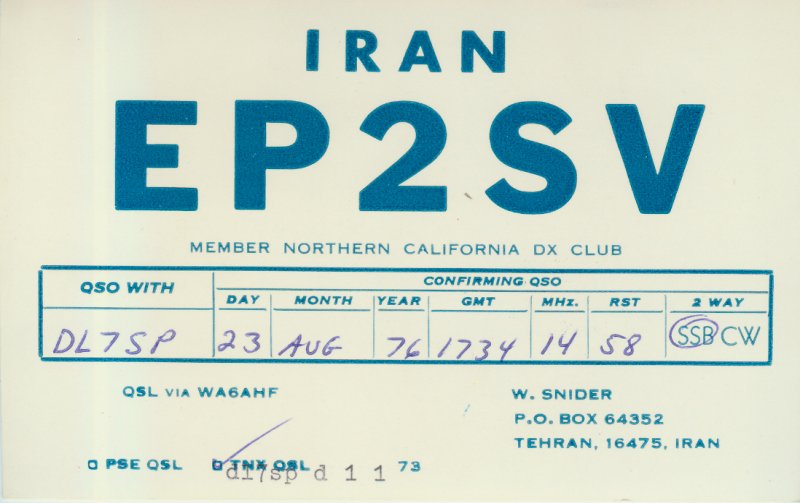 IRAN
EP2SV
MEMBER NORTHERN CALIFORNIA DX CLUB
QSO WITH
CONFIRMING QSO
DAY MONTH YEAR GMT MHz. RST 2 WAY
DL7SP 23 AUG 76 1734 14 58 SSB CW
QSL VIA WA6AHF
W. SNIDER
P.O. BOX 64352
TEHRAN, 16475, IRAN
PSE QSL TNX QSL 73
dl7sp d 1 1